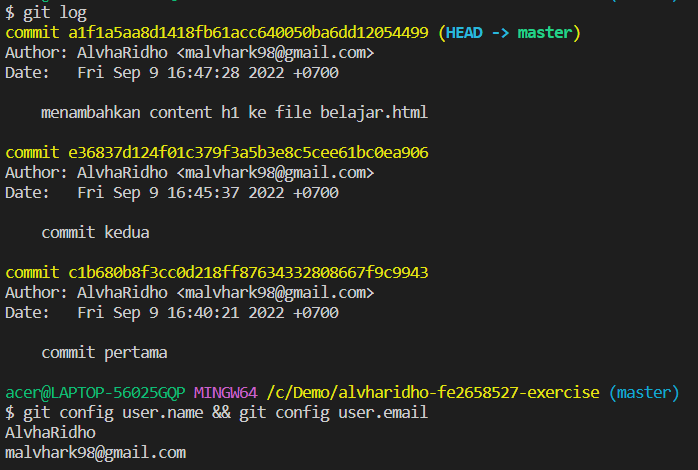 $ git log
commit a1f1a5aa8d1418fb61acc640050ba6dd12054499 (HEAD -> master)
Author: AlvhaRidho <malvhark98@gmail.com>
Date:   Fri Sep 9 16:47:28 2022 +0700
menambahkan content h1 ke file belajar.html
commit e36837d124f01c379f3a5b3e8c5cee61bc0ea906
Author: AlvhaRidho <malvhark98@gmail.com>
Date:   Fri Sep 9 16:45:37 2022 +0700
commit kedua
commit c1b680b8f3cc0d218ff87634332808667f9c9943
Author: AlvhaRidho <malvhark98@gmail.com>
Date:   Fri Sep 9 16:40:21 2022 +0700
commit pertama
acer@LAPTOP-56025GQP MINGW64 /c/Demo/alvharidho-fe2658527-exercise (master)
$ git config user.name && git config user.email
AlvhaRidho
malvhark98@gmail.com